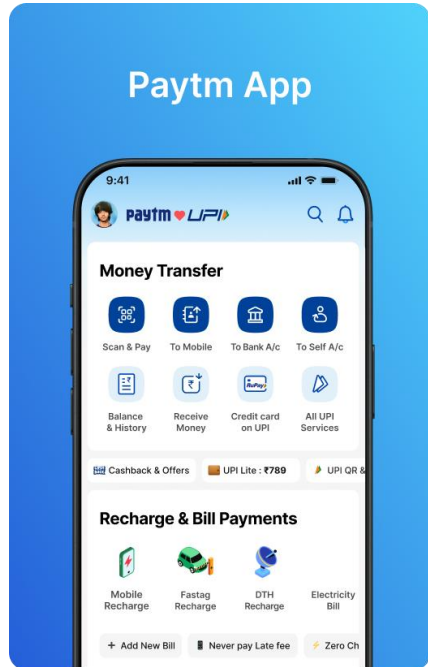 Paytm App
9:41
paytm UPI
Money Transfer
Scan & Pay To Mobile To Bank A/c To Self A/c
RuPay
Balance Receive Credit card All UPI
& History Money on UPI Services
Cashback & Offers UPI Lite : ₹789 UPI QR &
Recharge & Bill Payments
Mobile Fastag DTH Electricity
Recharge Recharge Recharge Bill
+ Add New Bill Never pay Late fee Zero Ch